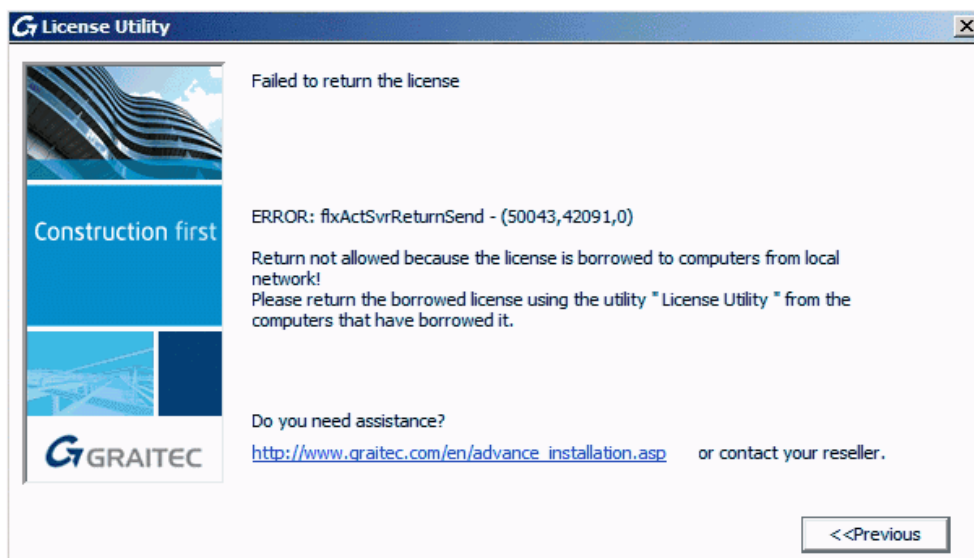 License Utility
Failed to return the license
Construction first
ERROR: flxActSvrReturnSend - (50043,42091,0)
Return not allowed because the license is borrowed to computers from local
network!
Please return the borrowed license using the utility " License Utility " from the
computers that have borrowed it.
Do you need assistance?
http://www.graitec.com/en/advance_installation.asp or contact your reseller.
GRAITEC
<<Previous